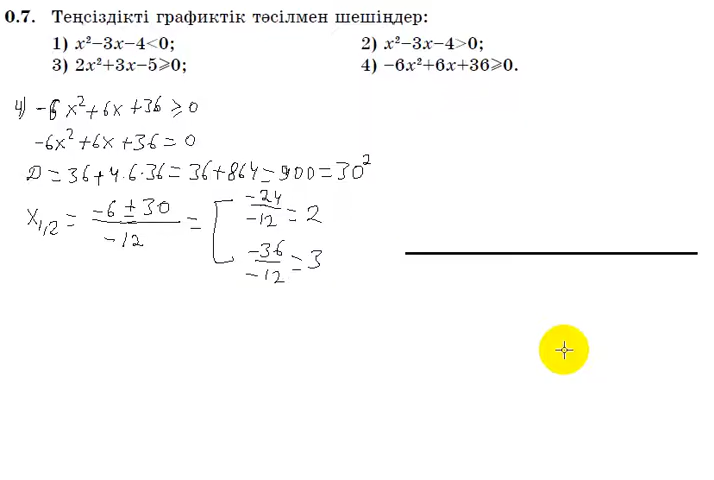 0.7. Теңсіздікті графиктік тәсілмен шешіңдер:
1) x²−3x−4<0; 2) x²−3x−4>0;
3) 2x²+3x−5⩾0; 4) −6x²+6x+36⩾0.
4) -6x²+6x+36 ⩾ 0
-6x²+6x+36=0
D=36+4·6·36=36+864=900=30²
x₁,₂ = (-6±30)/(-12) = [ -24/-12 = 2
-36/-12 = 3